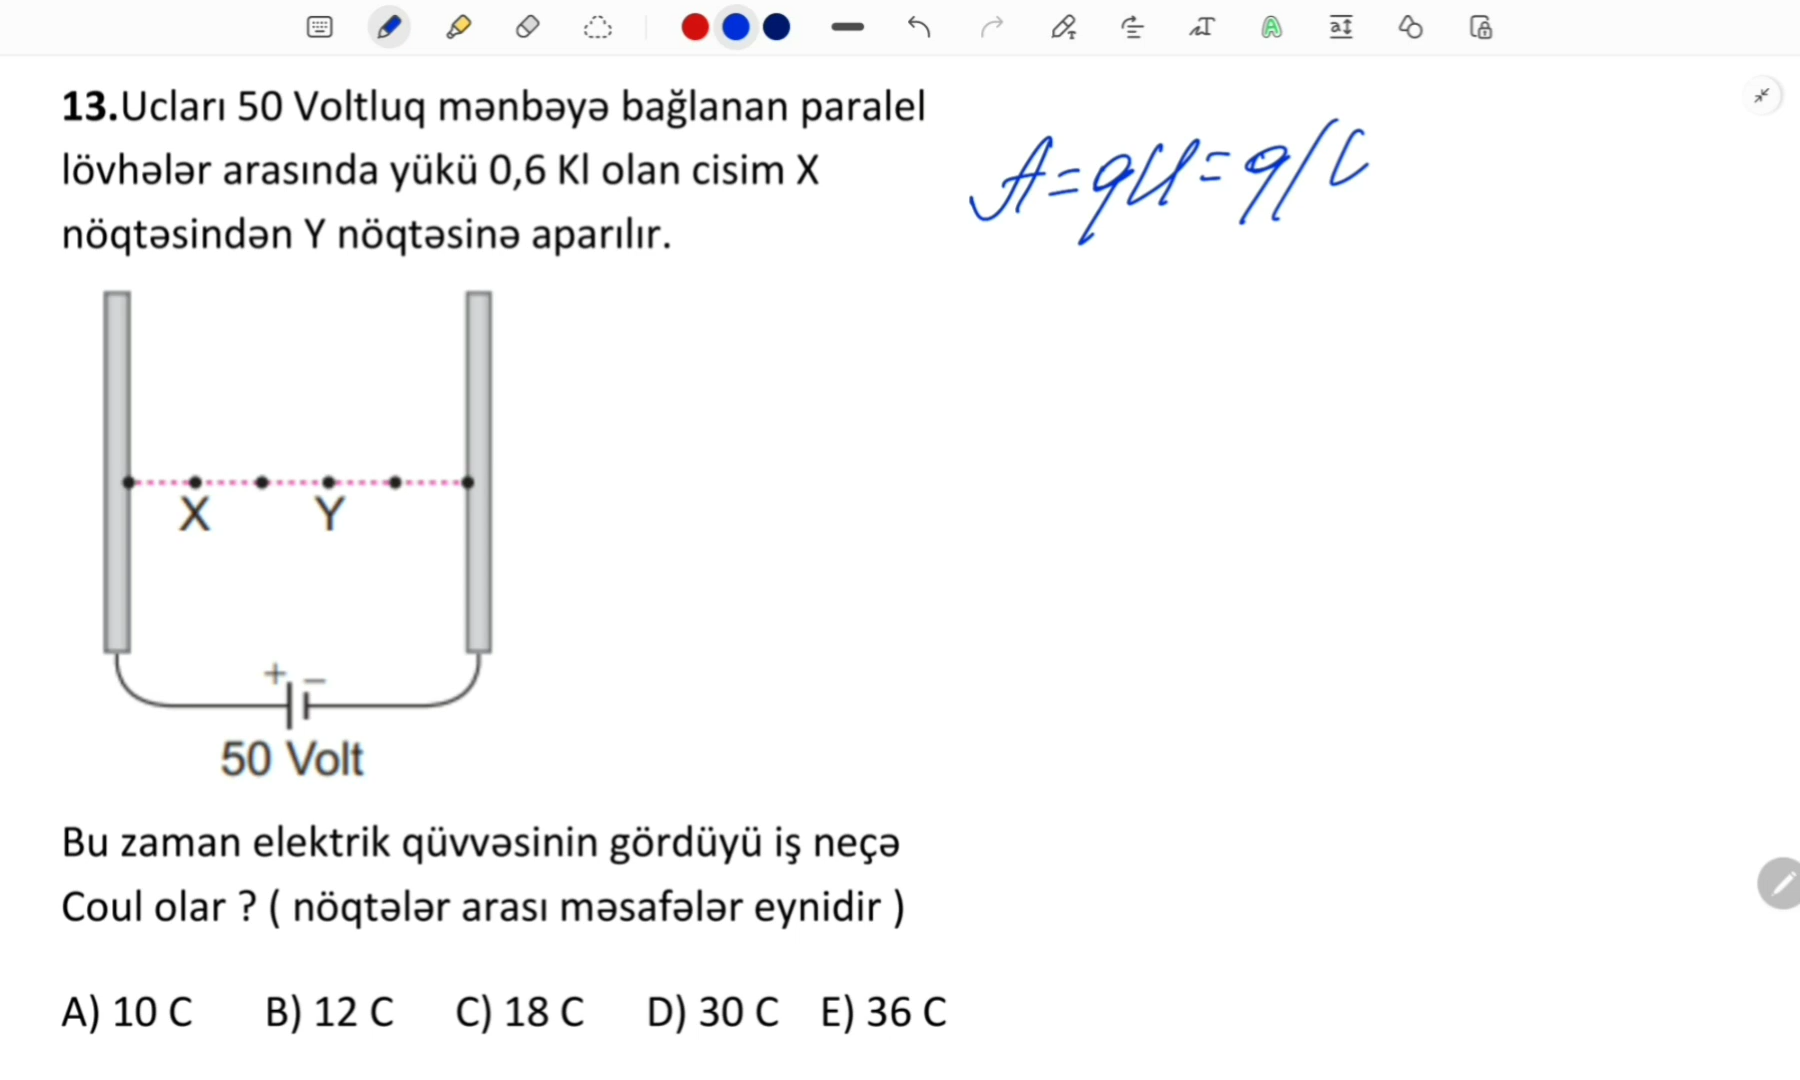 13.Ucları 50 Voltluq mənbəyə bağlanan paralel
lövhələr arasında yükü 0,6 Kl olan cisim X
nöqtəsindən Y nöqtəsinə aparılır.
A=qU=q/C
X Y
+ −
50 Volt
Bu zaman elektrik qüvvəsinin gördüyü iş neçə
Coul olar ? ( nöqtələr arası məsafələr eynidir )
A) 10 C B) 12 C C) 18 C D) 30 C E) 36 C